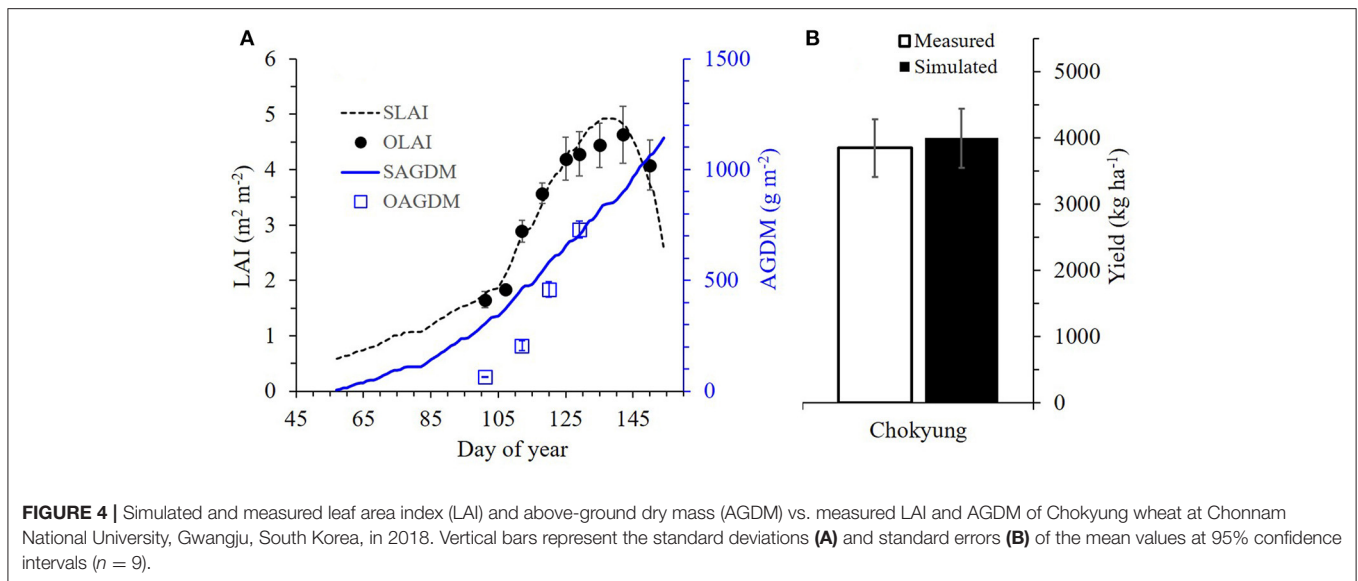 A
6
5
4
3
2
1
0
LAI (m² m⁻²)
SLAI
OLAI
SAGDM
OAGDM
1500
1000
500
0
AGDM (g m⁻²)
45 65 85 105 125 145
Day of year
B
Measured
Simulated
5000
4000
3000
2000
1000
0
Yield (kg ha⁻¹)
Chokyung
FIGURE 4 | Simulated and measured leaf area index (LAI) and above-ground dry mass (AGDM) vs. measured LAI and AGDM of Chokyung wheat at Chonnam
National University, Gwangju, South Korea, in 2018. Vertical bars represent the standard deviations (A) and standard errors (B) of the mean values at 95% confidence
intervals (n = 9).